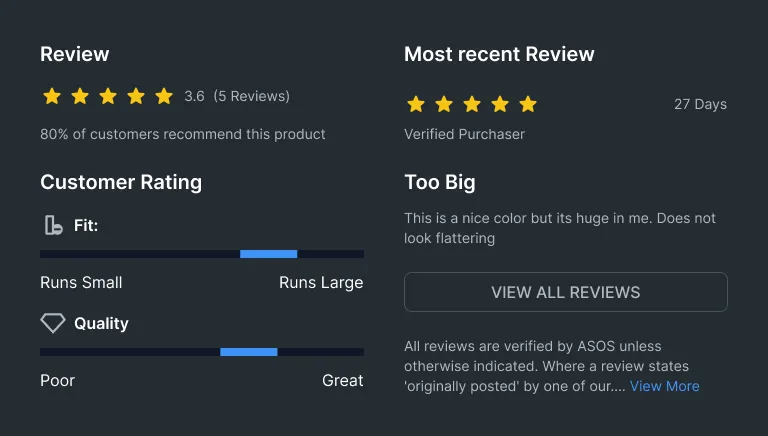 Review
3.6 (5 Reviews)
80% of customers recommend this product
Customer Rating
Fit:
Runs Small Runs Large
Quality
Poor Great
Most recent Review
27 Days
Verified Purchaser
Too Big
This is a nice color but its huge in me. Does not
look flattering
VIEW ALL REVIEWS
All reviews are verified by ASOS unless
otherwise indicated. Where a review states
'originally posted' by one of our.... View More